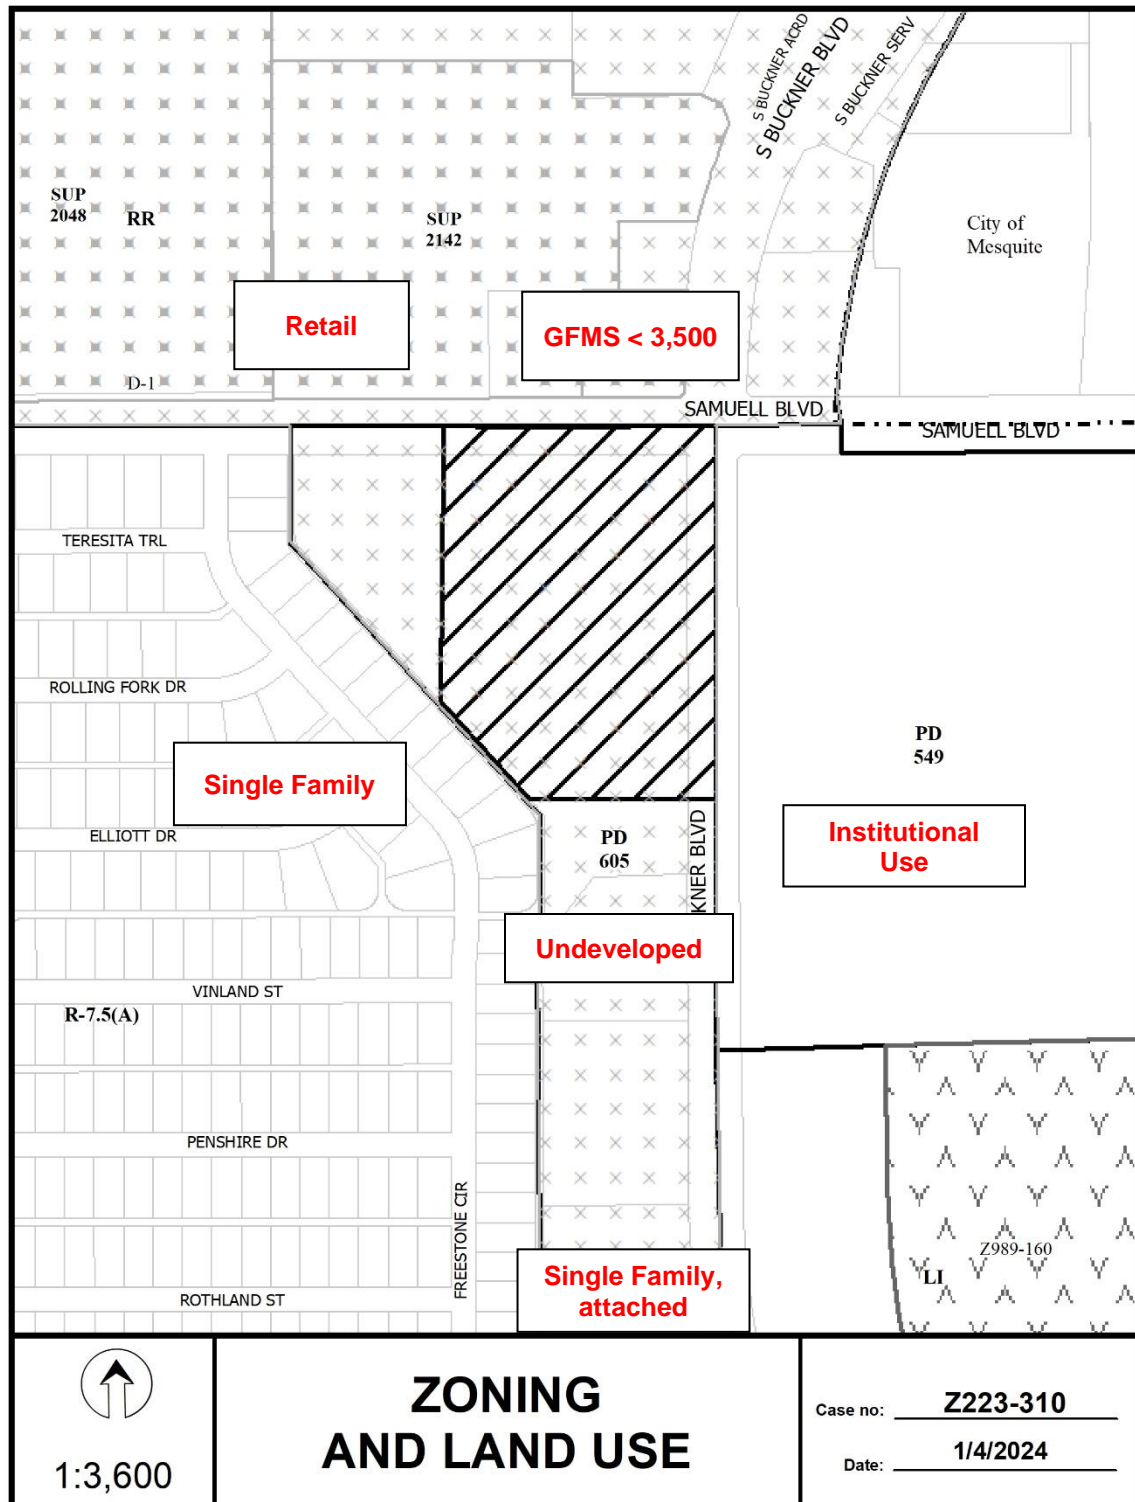 S BUCKNER ACRD
S BUCKNER BLVD
S BUCKNER SERV
SUP
2048
RR
SUP
2142
City of
Mesquite
Retail
GFMS < 3,500
D-1
SAMUELL BLVD
SAMUELL BLVD
TERESITA TRL
ROLLING FORK DR
PD
549
Single Family
ELLIOTT DR
PD
605
KNER BLVD
Institutional
Use
Undeveloped
VINLAND ST
R-7.5(A)
PENSHIRE DR
FREESTONE CIR
Z989-160
LI
Single Family,
attached
ROTHLAND ST
1:3,600
ZONING
AND LAND USE
Case no: Z223-310
Date: 1/4/2024